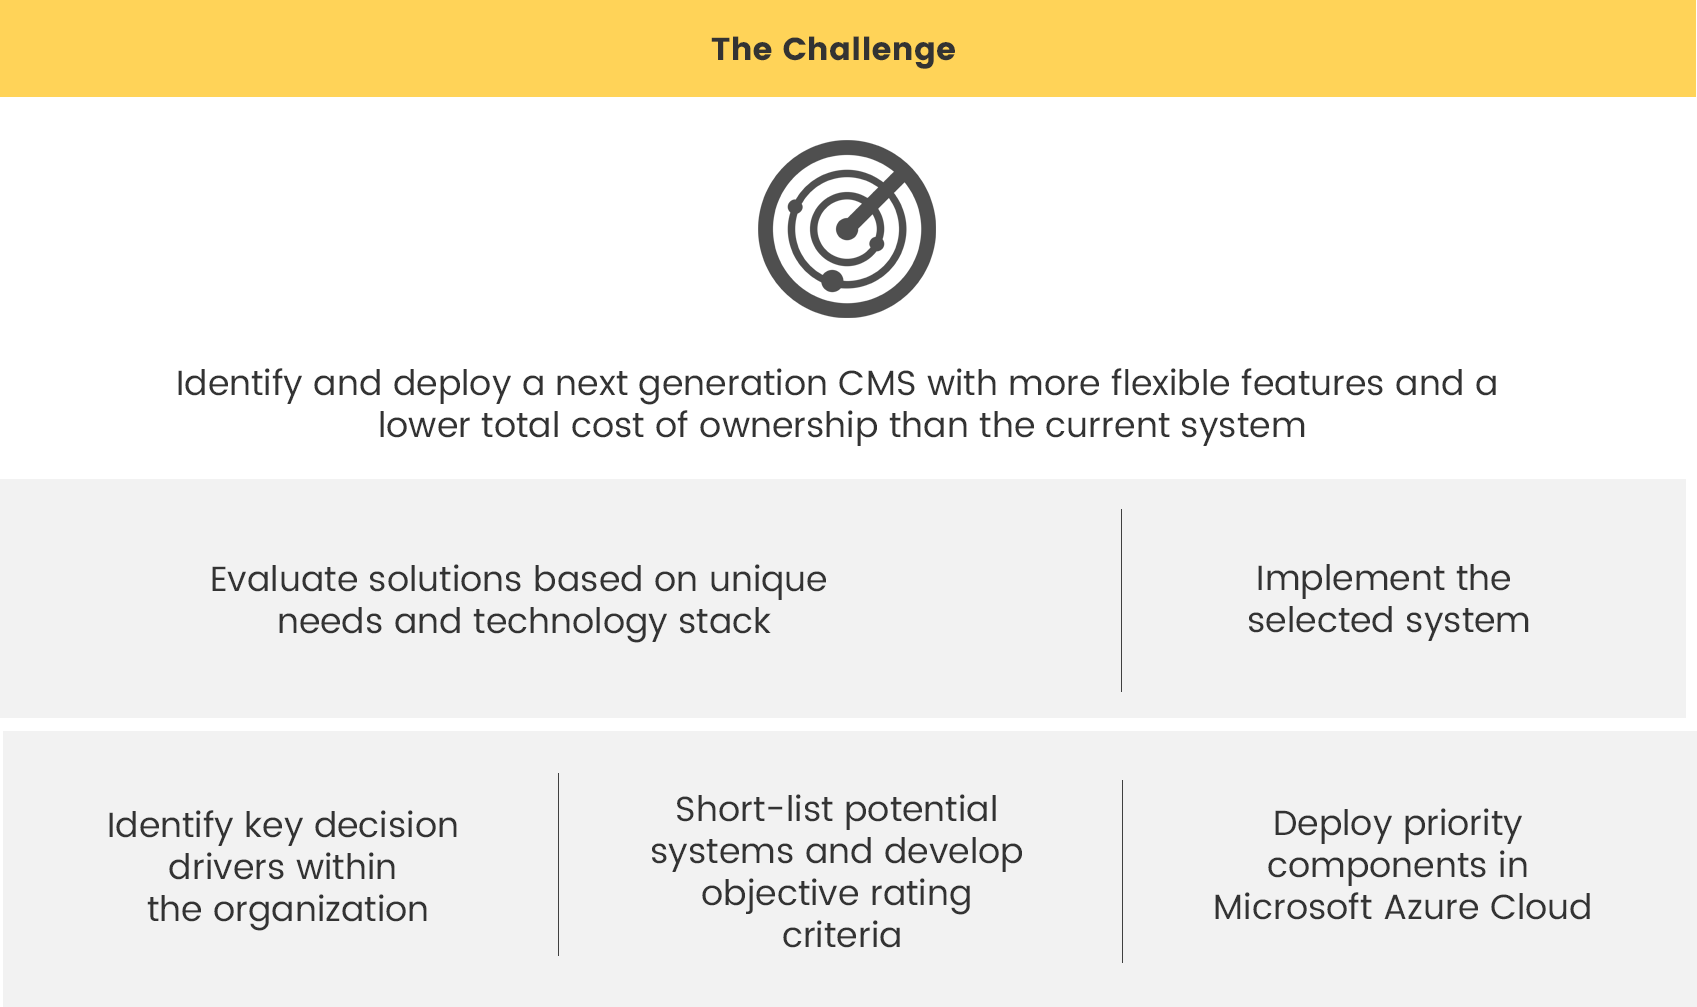 The Challenge
Identify and deploy a next generation CMS with more flexible features and a
lower total cost of ownership than the current system
Evaluate solutions based on unique
needs and technology stack
Implement the
selected system
Identify key decision
drivers within
the organization
Short-list potential
systems and develop
objective rating
criteria
Deploy priority
components in
Microsoft Azure Cloud